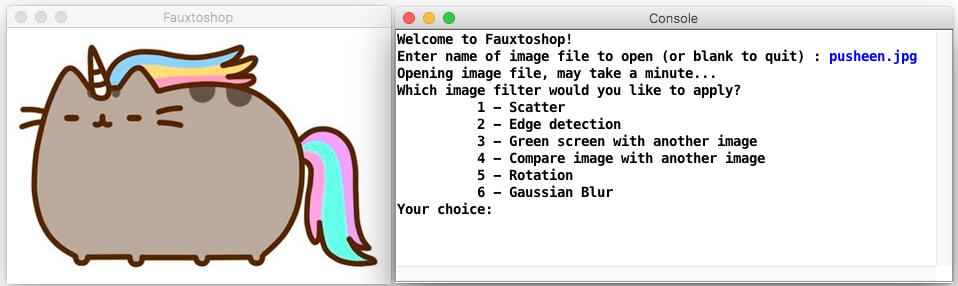 Fauxtoshop
Console
Welcome to Fauxtoshop!
Enter name of image file to open (or blank to quit) : pusheen.jpg
Opening image file, may take a minute...
Which image filter would you like to apply?
1 – Scatter
2 – Edge detection
3 – Green screen with another image
4 – Compare image with another image
5 – Rotation
6 – Gaussian Blur
Your choice: